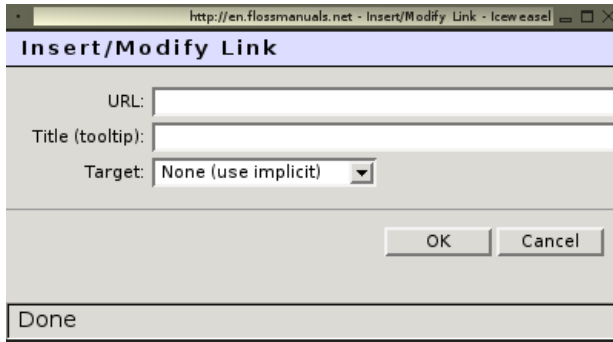 http://en.flossmanuals.net - Insert/Modify Link - Iceweasel
Insert/Modify Link
URL:
Title (tooltip):
Target: None (use implicit)
OK Cancel
Done